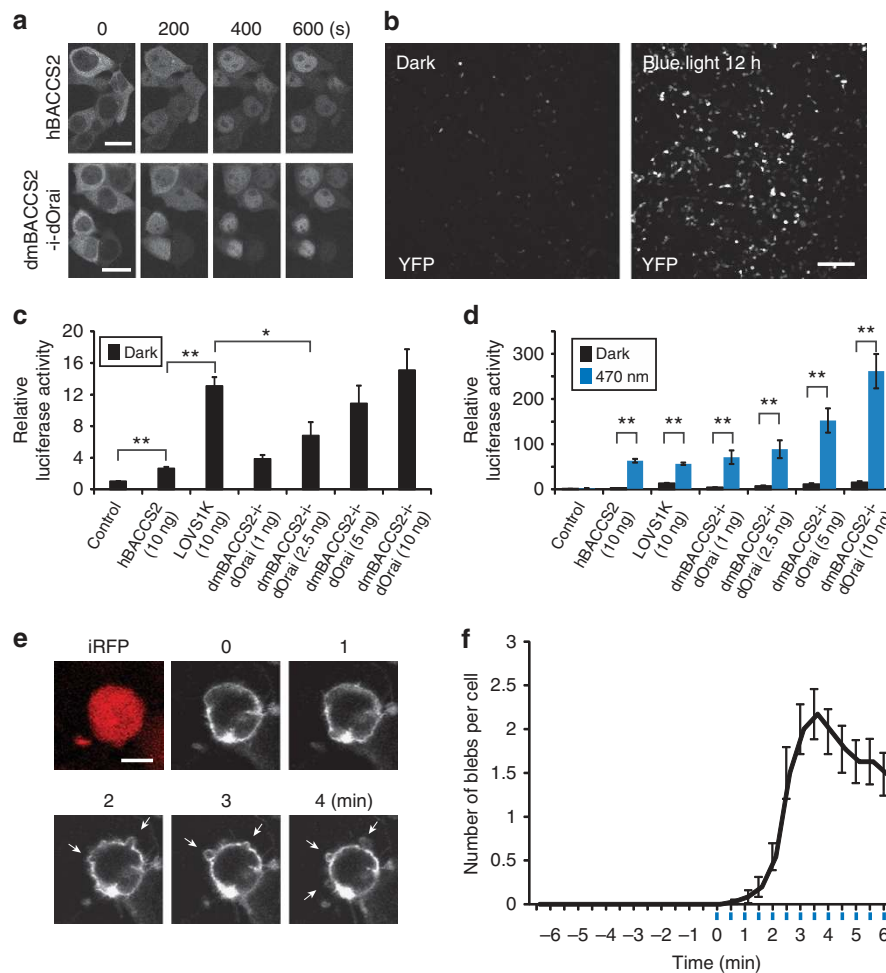 a
0 200 400 600 (s)
hBACCS2
dmBACCS2
-i-dOrai
b
Dark
YFP
Blue light 12 h
YFP
c
Relative
luciferase activity
20
16
12
8
4
0
Dark
**
**
*
Control
hBACCS2
(10 ng)
LOVS1K
(10 ng)
dmBACCS2-i-
dOrai (1 ng)
dmBACCS2-i-
dOrai (2.5 ng)
dmBACCS2-i-
dOrai (5 ng)
dmBACCS2-i-
dOrai (10 ng)
d
Relative
luciferase activity
300
200
100
50
0
Dark
470 nm
**
**
**
**
**
**
Control
hBACCS2
(10 ng)
LOVS1K
(10 ng)
dmBACCS2-i-
dOrai (1 ng)
dmBACCS2-i-
dOrai (2.5 ng)
dmBACCS2-i-
dOrai (5 ng)
dmBACCS2-i-
dOrai (10 ng)
e
iRFP 0 1
2 3 4 (min)
f
Number of blebs per cell
3
2.5
2
1.5
1
0.5
0
–6 –5 –4 –3 –2 –1 0 1 2 3 4 5 6
Time (min)